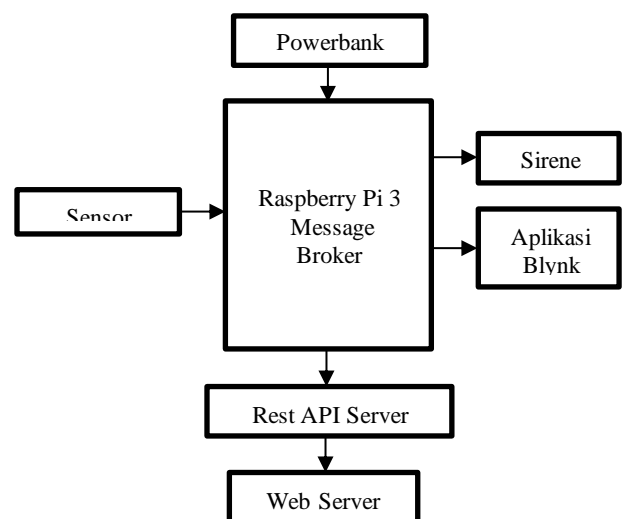 Powerbank
Sensor
Raspberry Pi 3
Message
Broker
Sirene
Aplikasi
Blynk
Rest API Server
Web Server